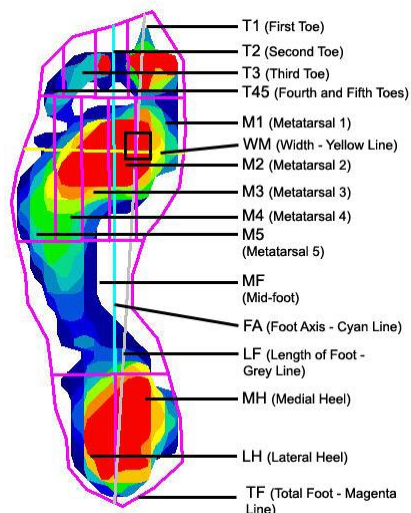 T1 (First Toe)
T2 (Second Toe)
T3 (Third Toe)
T45 (Fourth and Fifth Toes)
M1 (Metatarsal 1)
WM (Width - Yellow Line)
M2 (Metatarsal 2)
M3 (Metatarsal 3)
M4 (Metatarsal 4)
M5
(Metatarsal 5)
MF
(Mid-foot)
FA (Foot Axis - Cyan Line)
LF (Length of Foot -
Grey Line)
MH (Medial Heel)
LH (Lateral Heel)
TF (Total Foot - Magenta
Line)